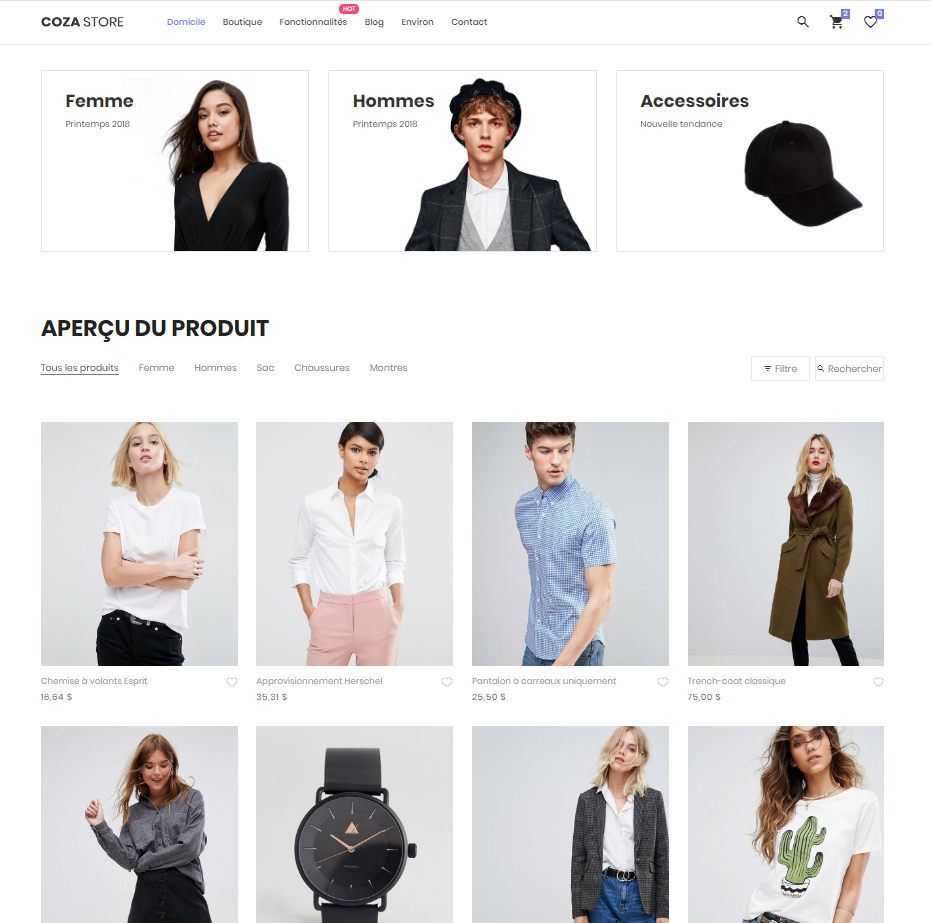 COZA STORE
Domicile
Boutique
Fonctionnalités
HOT
Blog
Environ
Contact
2
0
Femme
Printemps 2018
Hommes
Printemps 2018
Accessoires
Nouvelle tendance
APERÇU DU PRODUIT
Tous les produits
Femme
Hommes
Sac
Chaussures
Montres
Filtre
Rechercher
Chemise à volants Esprit
16,64 $
Approvisionnement Herschel
35,31 $
Pantalon à carreaux uniquement
25,50 $
Trench-coat classique
75,00 $